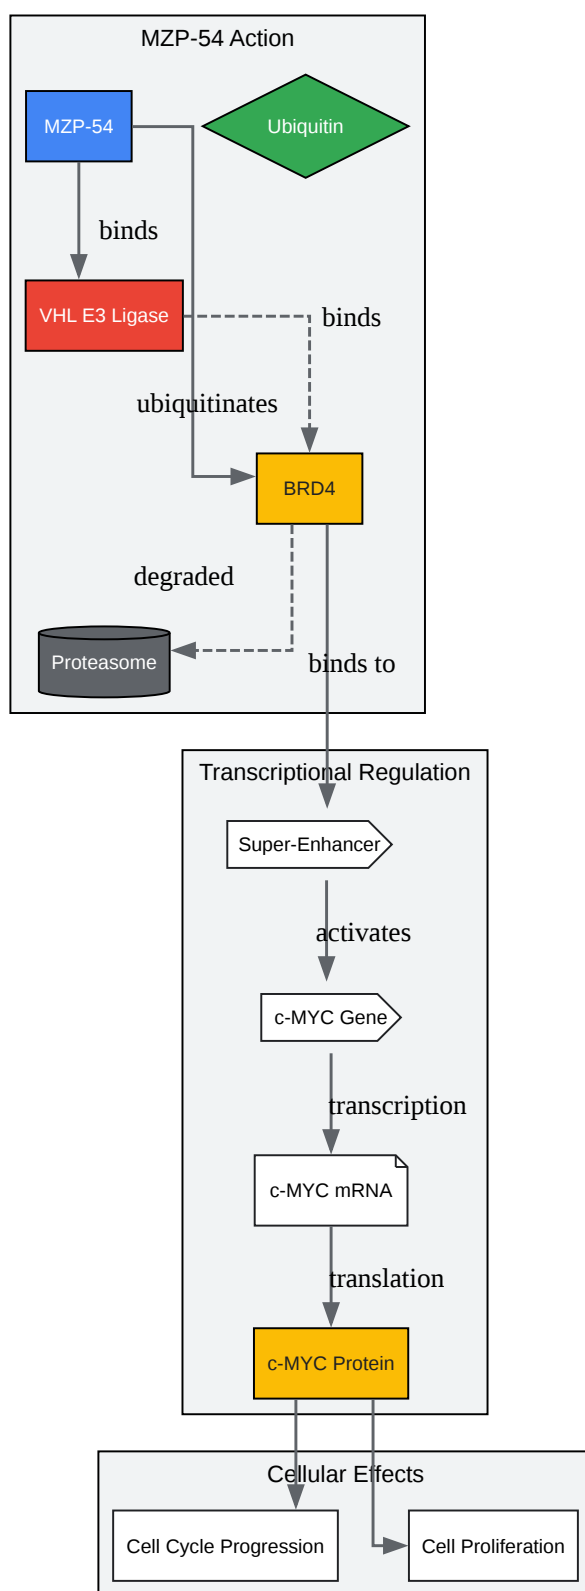 MZP-54 Action
MZP-54
Ubiquitin
binds
VHL E3 Ligase
binds
ubiquitinates
BRD4
degraded
Proteasome
binds to
Transcriptional Regulation
Super-Enhancer
activates
c-MYC Gene
transcription
c-MYC mRNA
translation
c-MYC Protein
Cellular Effects
Cell Cycle Progression
Cell Proliferation